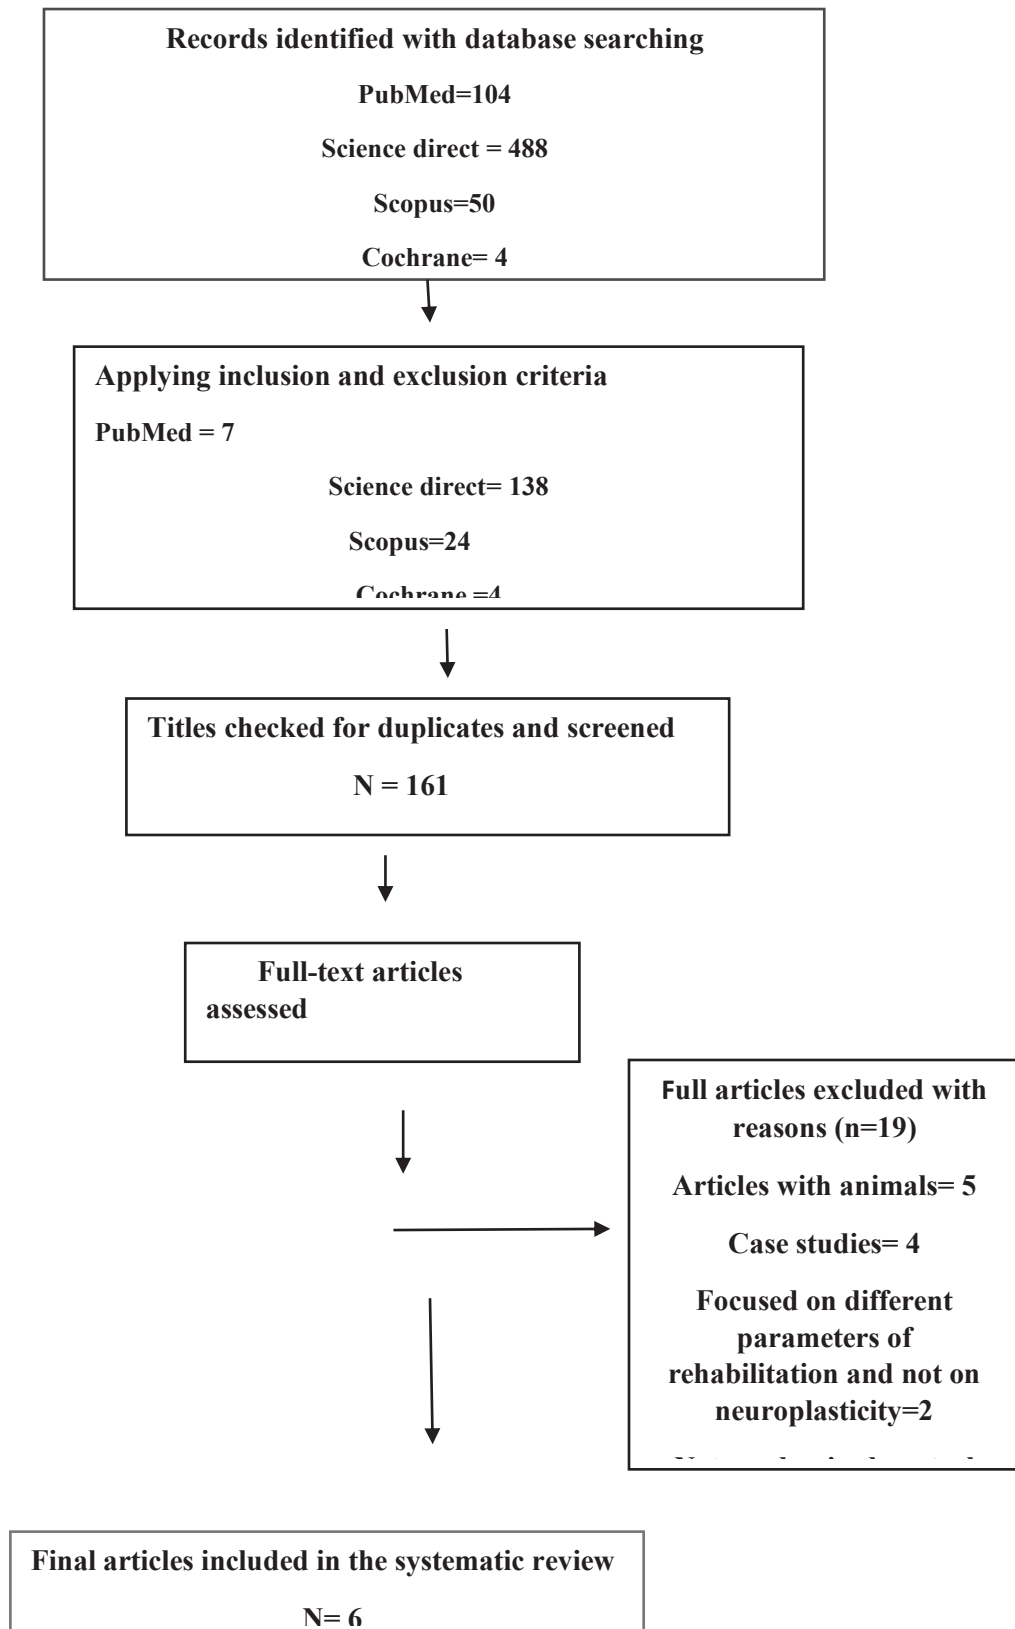 Records identified with database searching
PubMed=104
Science direct = 488
Scopus=50
Cochrane= 4
Applying inclusion and exclusion criteria
PubMed = 7
Science direct= 138
Scopus=24
Cochrane =4
Titles checked for duplicates and screened
N = 161
Full-text articles
assessed
Full articles excluded with
reasons (n=19)
Articles with animals= 5
Case studies= 4
Focused on different
parameters of
rehabilitation and not on
neuroplasticity=2
Final articles included in the systematic review
N= 6